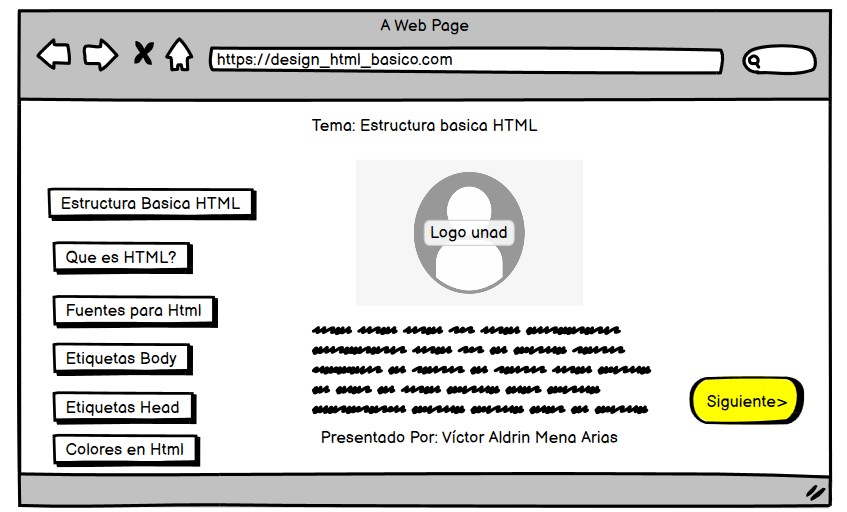 A Web Page
https://design_html_basico.com
Tema: Estructura basica HTML
Estructura Basica HTML
Que es HTML?
Fuentes para Html
Etiquetas Body
Etiquetas Head
Colores en Html
Logo unad
Presentado Por: Víctor Aldrin Mena Arias
Siguiente>